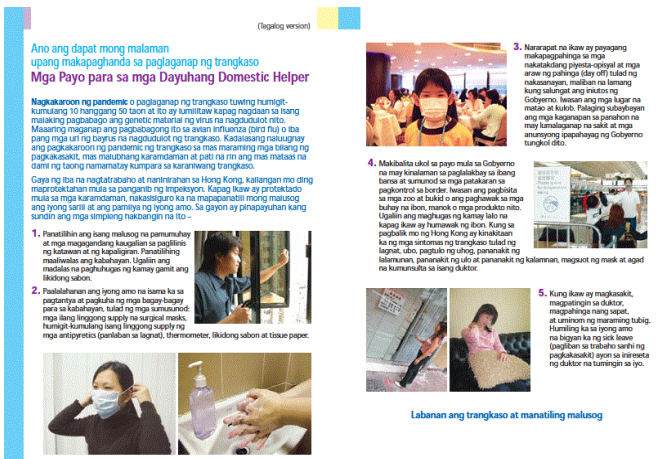 (Tagalog version)
Ano ang dapat mong malaman
upang makapaghanda sa paglaganap ng trangkaso
Mga Payo para sa mga Dayuhang Domestic Helper
Nagkakaroon ng pandemic o paglaganap ng trangkaso tuwing humigit-
kumulang 10 hanggang 50 taon at ito ay lumilitaw kapag nagdaan sa isang
malaking pagbabago ang genetic material ng virus na nagdudulot nito.
Maaaring maganap ang pagbabagong ito sa avian influenza (bird flu) o iba
pang mga uri ng bayrus na nagdudulot ng trangkaso. Kadalasang naiuugnay
ang pagkakaroon ng pandemic ng trangkaso sa mas maraming mga bilang ng
pagkakasakit, mas malubhang karamdaman at pati na rin ang mas mataas na
dami ng taong namamatay kumpara sa karaniwang trangkaso.
Gaya ng iba na nagtatrabaho at naninirahan sa Hong Kong, kailangan mo ding
maprotektahan mula sa panganib ng impeksyon. Kapag ikaw ay protektado
mula sa mga karamdaman, nakasisiguro ka na mapapanatili mong malusog
ang iyong sarili at ang pamilya ng iyong amo. Sa gayon ay pinapayuhan kang
sundin ang mga simpleng hakbangin na ito –
1. Panatilihin ang isang malusog na pamumuhay
at mga magagandang kaugalian sa paglilinis
ng katawan at ng kapaligiran. Panatilihing
maaliwalas ang kabahayan. Ugaliin ang
madalas na paghuhugas ng kamay gamit ang
likidong sabon.
2. Paalalahanan ang iyong amo na isama ka sa
pagtantya at pagkuha ng mga bagay-bagay
para sa kabahayan, tulad ng mga sumusunod:
mga ilang linggong supply na surgical masks,
humigit-kumulang isang linggong supply ng
mga antipyretics (panlaban sa lagnat), thermometer, likidong sabon at tissue paper.
3. Nararapat na ikaw ay payagang
makapagpahinga sa mga
nakatakdang piyesta-opisyal at mga
araw ng pahinga (day off) tulad ng
nakasanayan, maliban na lamang
kung salungat ang iniutos ng
Gobyerno. Iwasan ang mga lugar na
matao at kulob. Palaging subaybayan
ang mga kaganapan sa panahon na
may lumalaganap na sakit at mga
anunsyong ipapahayag ng Gobyerno
tungkol dito.
4. Makibalita ukol sa payo mula sa Gobyerno
na may kinalaman sa paglalakbay sa ibang
bansa at sumunod sa mga patakaran sa
pagkontrol sa border. Iwasan ang pagbisita
sa mga zoo at bukid o ang paghawak sa mga
buhay na ibon, manok o mga produkto nito.
Ugaliin ang maghugas ng kamay lalo na
kapag ikaw ay humawak ng ibon. Kung sa
pagbalik mo ng Hong Kong ay kinakitaan
ka ng mga sintomas ng trangkaso tulad ng
lagnat, ubo, pagtulo ng uhog, pananakit ng
lalamunan, pananakit ng ulo at pananakit ng kalamnan, magsuot ng mask at agad
na kumunsulta sa isang duktor.
5. Kung ikaw ay magkasakit,
magpatingin sa duktor,
magpahinga nang sapat,
at uminom ng maraming tubig.
Humiling ka sa iyong amo
na bigyan ka ng sick leave
(pagliban sa trabaho sanhi ng
pagkakasakit) ayon sa inireseta
ng duktor na tumingin sa iyo.
Labanan ang trangkaso at manatiling malusog